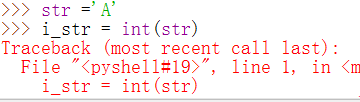 >>> str ='A'
>>> i_str = int(str)
Traceback (most recent call last):
  File "<pyshell#19>", line 1, in <m
    i_str = int(str)